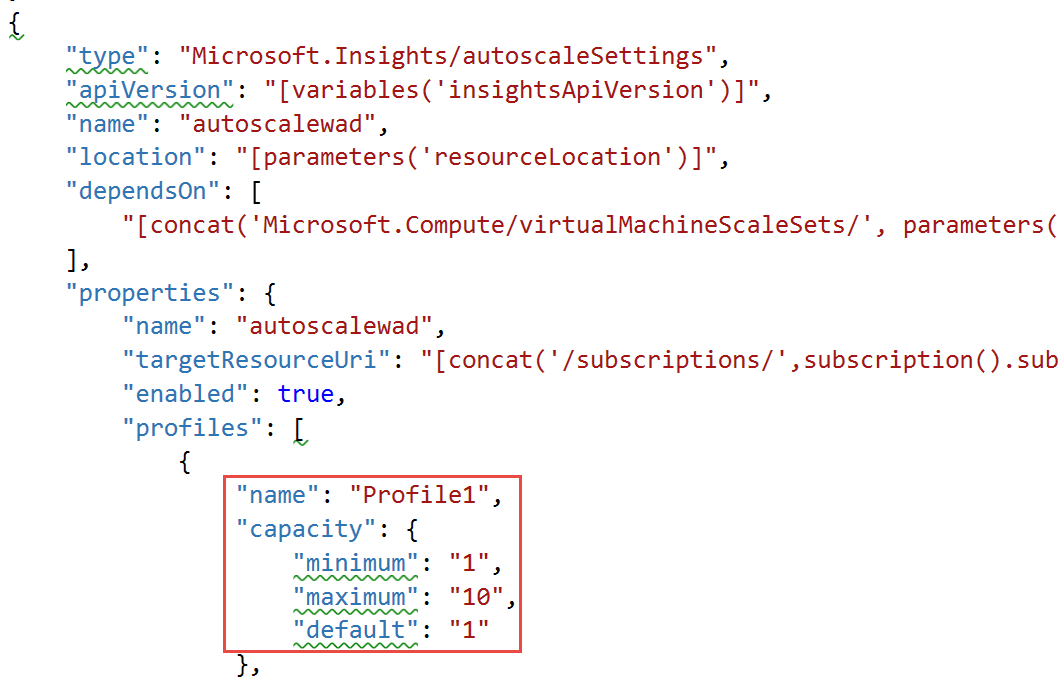 {
"type": "Microsoft.Insights/autoscaleSettings",
"apiVersion": "[variables('insightsApiVersion')]",
"name": "autoscalewad",
"location": "[parameters('resourceLocation')]",
"dependsOn": [
"[concat('Microsoft.Compute/virtualMachineScaleSets/', parameters(
],
"properties": {
"name": "autoscalewad",
"targetResourceUri": "[concat('/subscriptions/',subscription().sub
"enabled": true,
"profiles": [
{
"name": "Profile1",
"capacity": {
"minimum": "1",
"maximum": "10",
"default": "1"
},